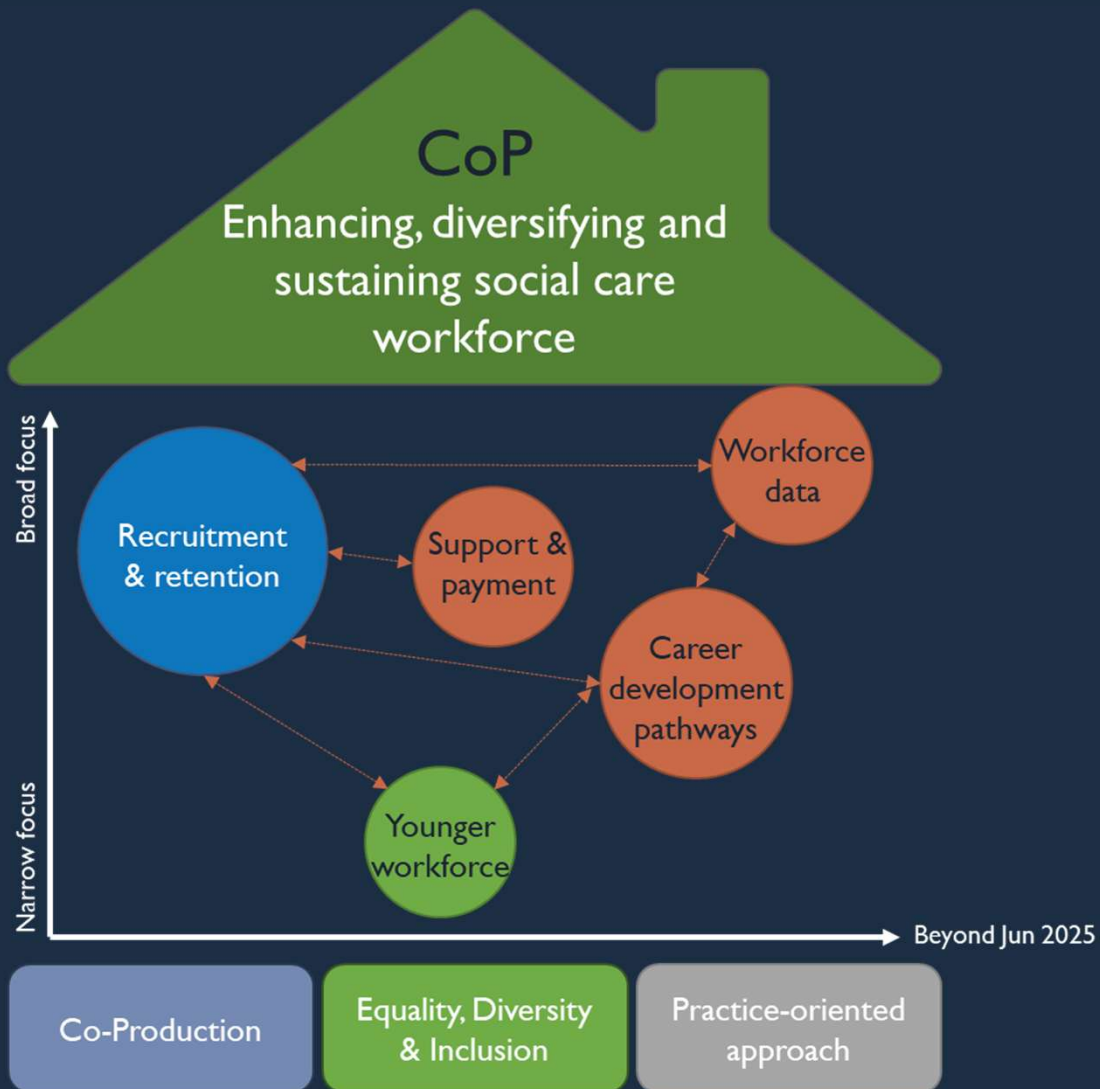 CoP
Enhancing, diversifying and
sustaining social care
workforce
Broad focus
Narrow focus
Recruitment
& retention
Support &
payment
Workforce
data
Career
development
pathways
Younger
workforce
Beyond Jun 2025
Co-Production
Equality, Diversity
& Inclusion
Practice-oriented
approach